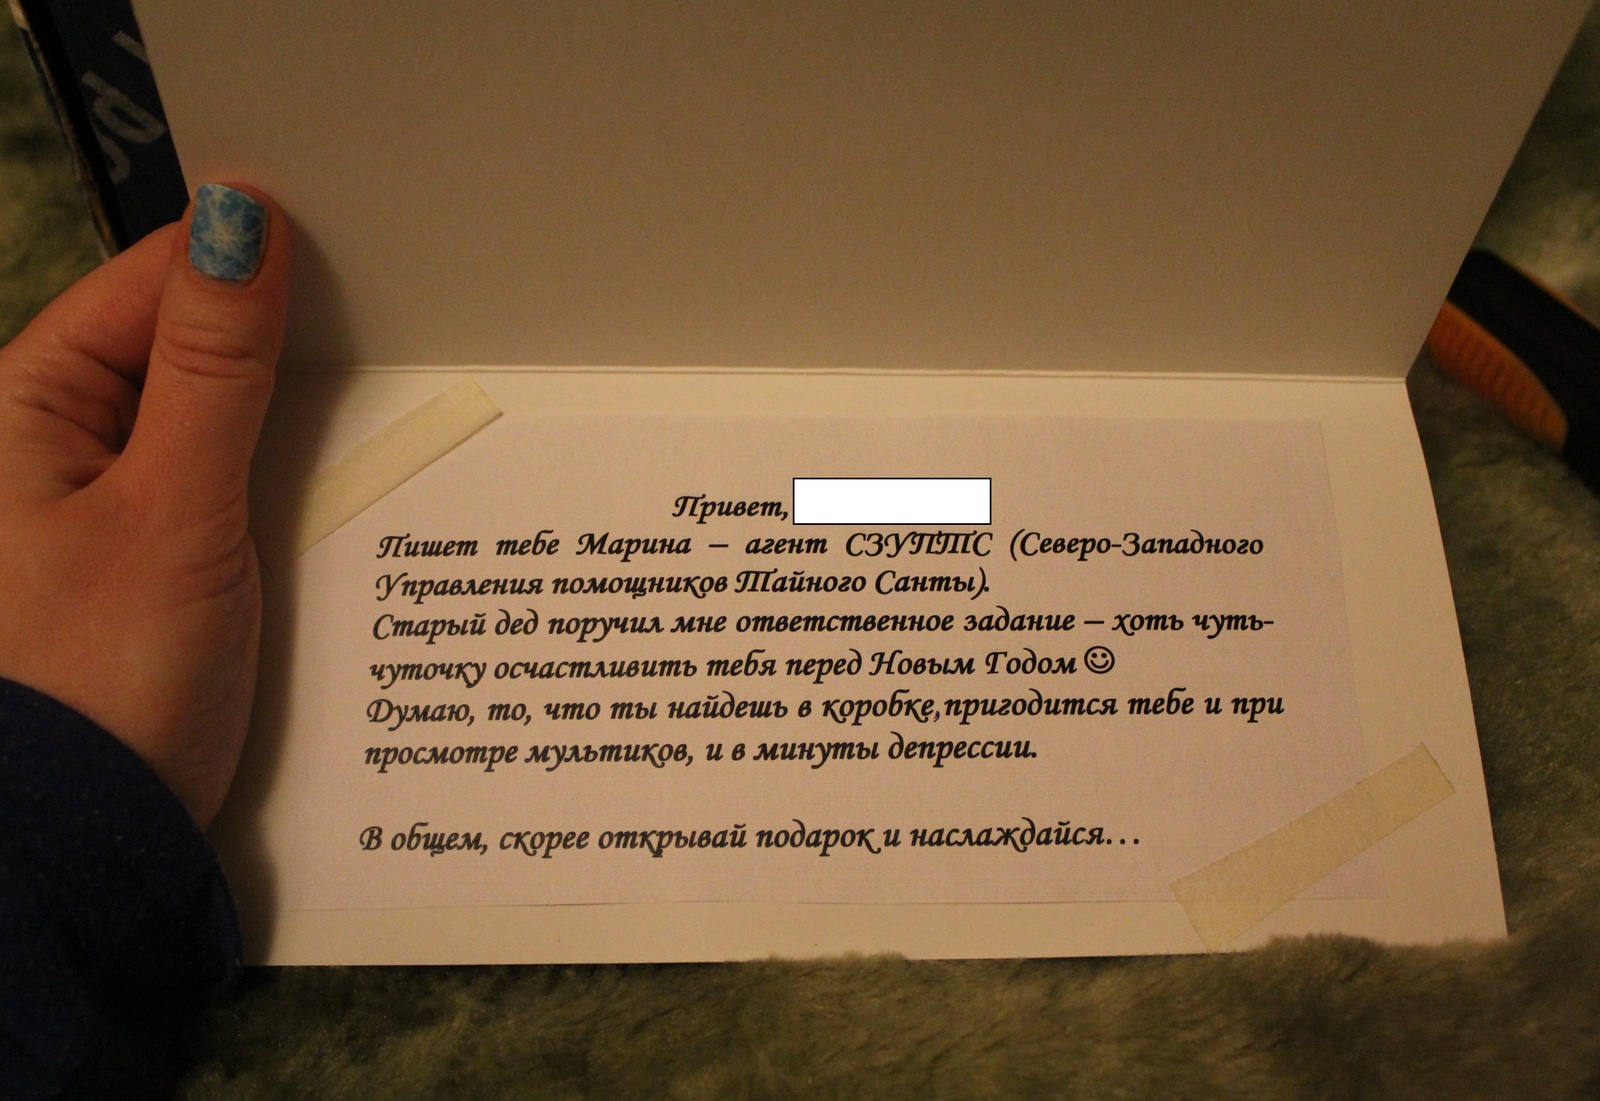 Привет,
Пишет тебе Марина – агент СЗУПТС (Северо-Западного
Управления помощников Тайного Санты).
Старый дед поручил мне ответственное задание – хоть чуть-
чуточку осчастливить тебя перед Новым Годом ☺
Думаю, то, что ты найдешь в коробке,пригодится тебе и при
просмотре мультиков, и в минуты депрессии.
В общем, скорее открывай подарок и наслаждайся…